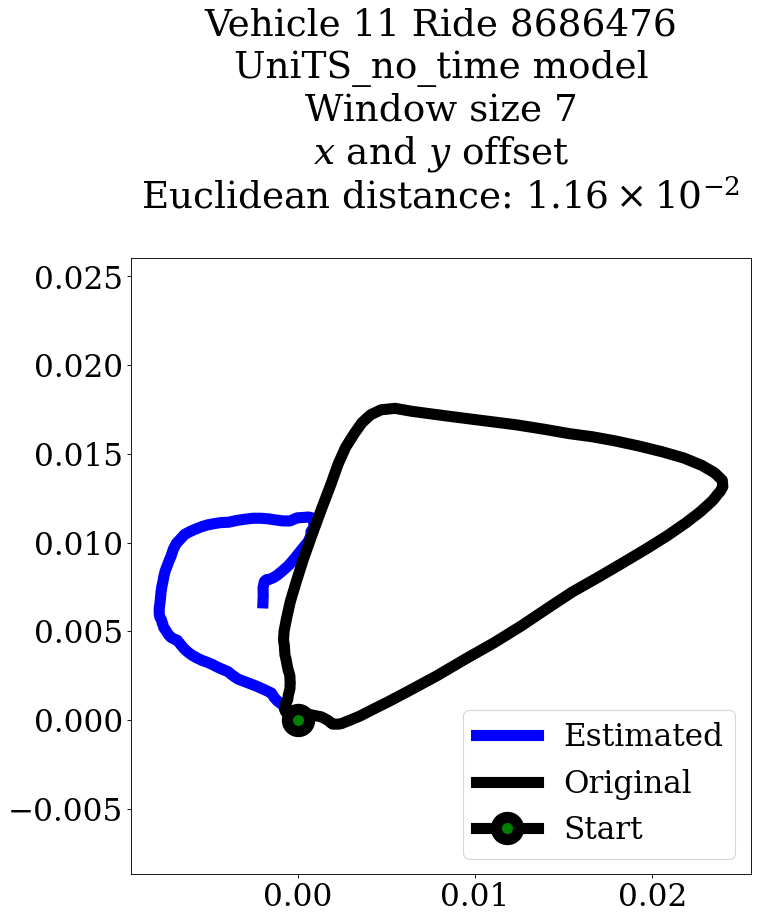 Vehicle 11 Ride 8686476
UniTS_no_time model
Window size 7
x and y offset
Euclidean distance: 1.16 × 10⁻²
0.025
0.020
0.015
0.010
0.005
0.000
−0.005
Estimated
Original
Start
0.00 0.01 0.02